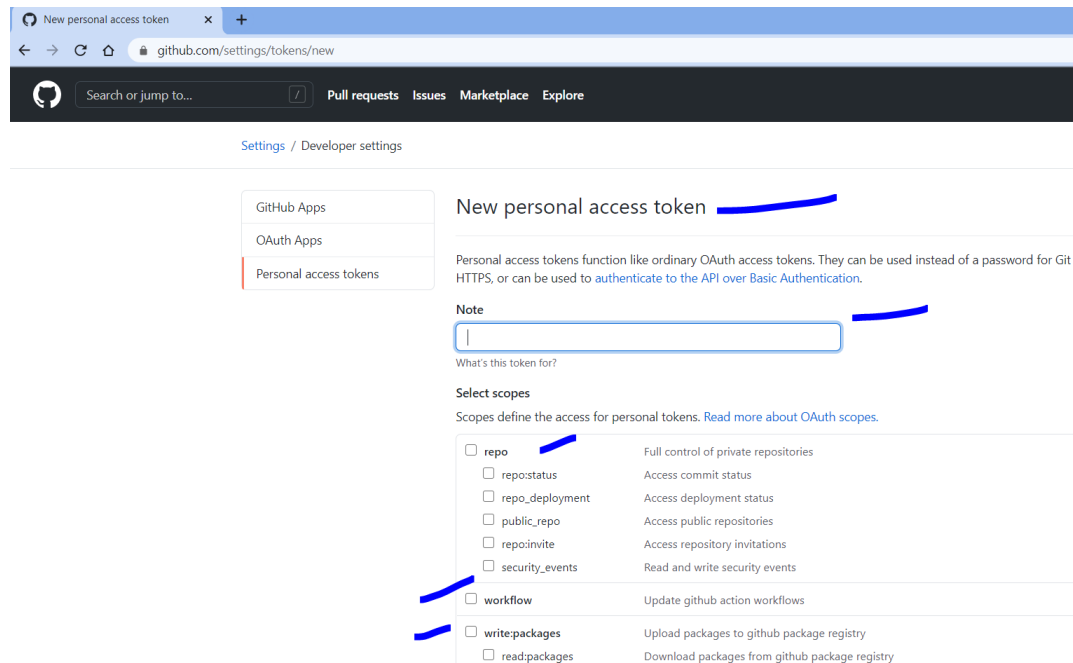 New personal access token
github.com/settings/tokens/new
Search or jump to... / Pull requests Issues Marketplace Explore
Settings / Developer settings
GitHub Apps
OAuth Apps
Personal access tokens
New personal access token
Personal access tokens function like ordinary OAuth access tokens. They can be used instead of a password for Git
HTTPS, or can be used to authenticate to the API over Basic Authentication.
Note
What's this token for?
Select scopes
Scopes define the access for personal tokens. Read more about OAuth scopes.
repo Full control of private repositories
repo:status Access commit status
repo_deployment Access deployment status
public_repo Access public repositories
repo:invite Access repository invitations
security_events Read and write security events
workflow Update github action workflows
write:packages Upload packages to github package registry
read:packages Download packages from github package registry